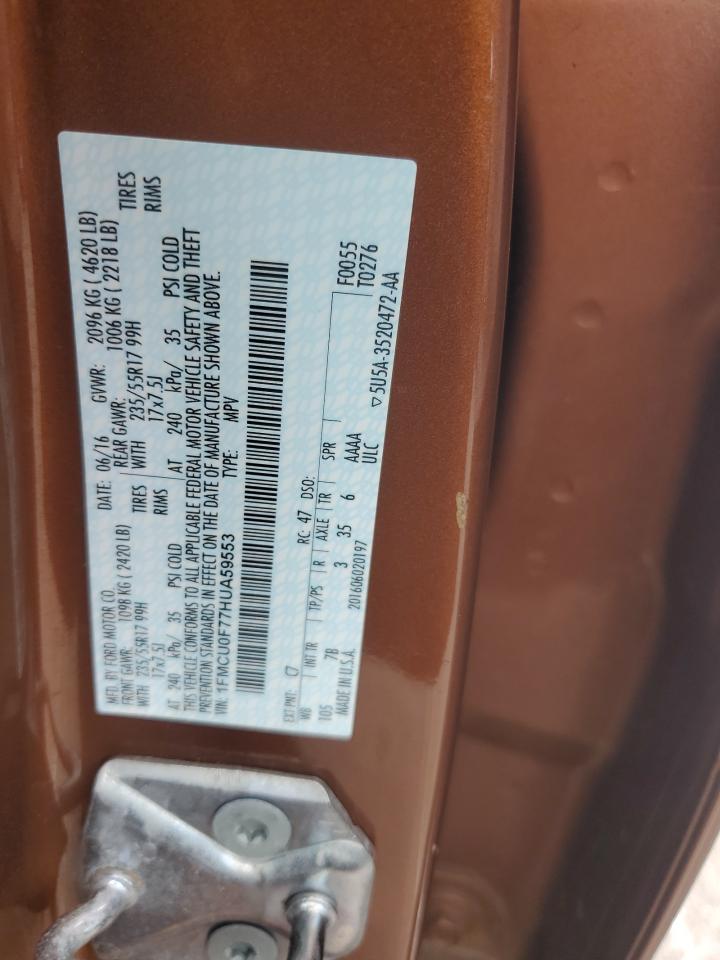 MFD. BY FORD MOTOR CO. DATE: 06/16 GVWR: 2096 KG ( 4620 LB)
FRONT GAWR: 1098 KG ( 2420 LB) REAR GAWR: 1006 KG ( 2218 LB)
WITH 235/55R17 99H TIRES WITH 235/55R17 99H TIRES
17x7.5J RIMS 17x7.5J RIMS
AT 240 kPa/ 35 PSI COLD AT 240 kPa/ 35 PSI COLD
THIS VEHICLE CONFORMS TO ALL APPLICABLE FEDERAL MOTOR VEHICLE SAFETY AND THEFT
PREVENTION STANDARDS IN EFFECT ON THE DATE OF MANUFACTURE SHOWN ABOVE.
VIN: 1FMCU0F77HUA59553 TYPE: MPV
EXT PNT: C7 RC: 47 DSO: F0055
WB INT TR TP/PS R AXLE TR SPR T0276
105 7B 3 35 6 AAAA
MADE IN U.S.A. 201606020197 ULC ▽5U5A-3520472-AA